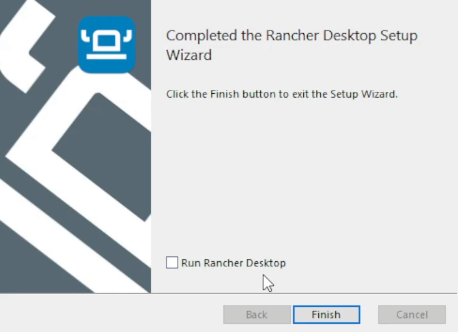 Completed the Rancher Desktop Setup
Wizard
Click the Finish button to exit the Setup Wizard.
Run Rancher Desktop
Back
Finish
Cancel